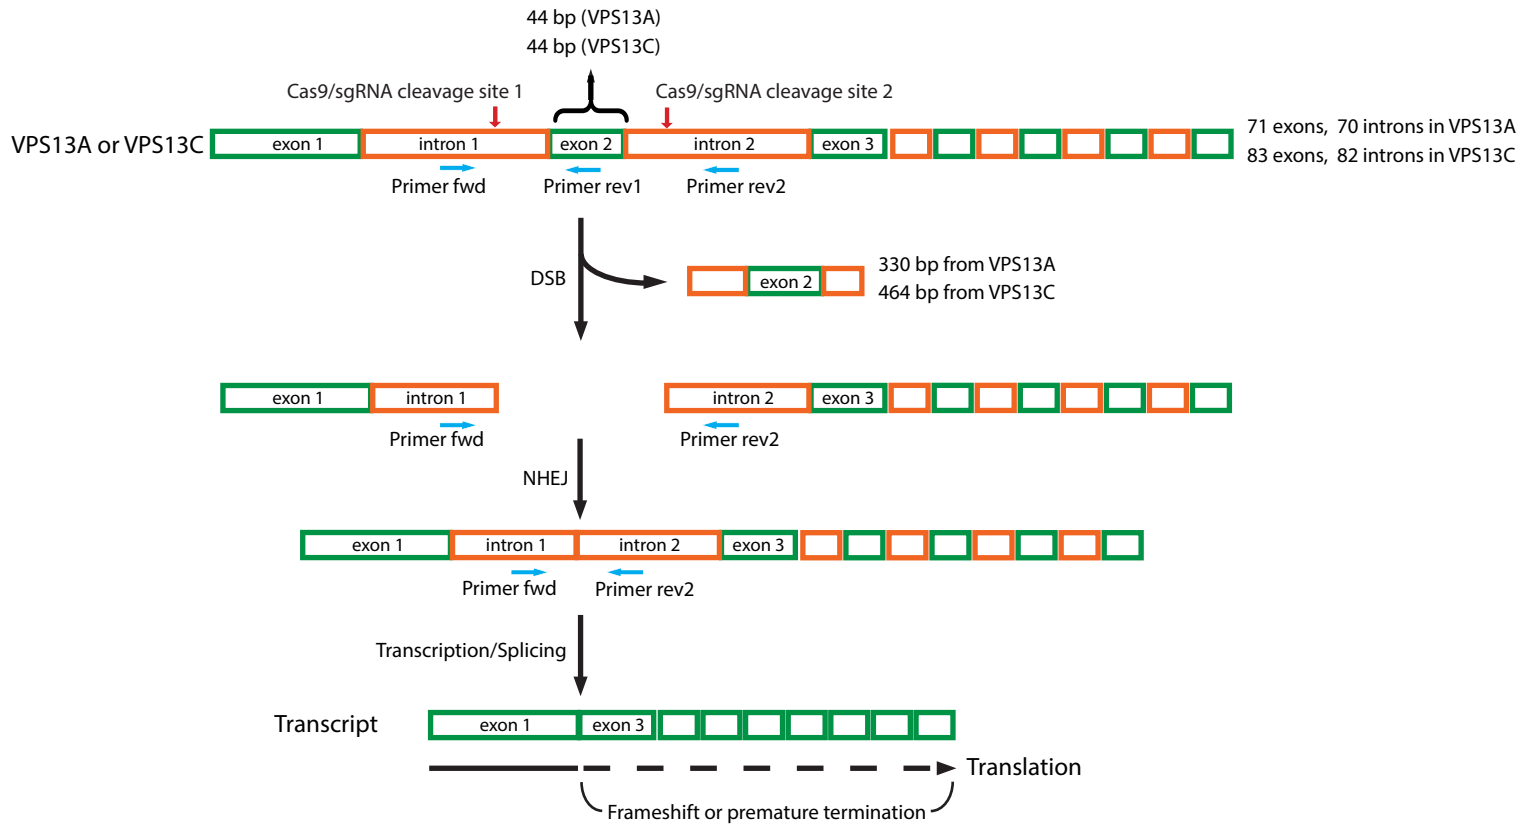 44 bp (VPS13A)
44 bp (VPS13C)
Cas9/sgRNA cleavage site 1
Cas9/sgRNA cleavage site 2
VPS13A or VPS13C
exon 1
intron 1
exon 2
intron 2
exon 3
71 exons, 70 introns in VPS13A
83 exons, 82 introns in VPS13C
Primer fwd
Primer rev1
Primer rev2
DSB
exon 2
330 bp from VPS13A
464 bp from VPS13C
exon 1
intron 1
intron 2
exon 3
Primer fwd
Primer rev2
NHEJ
exon 1
intron 1
intron 2
exon 3
Primer fwd
Primer rev2
Transcription/Splicing
Transcript
exon 1
exon 3
Translation
Frameshift or premature termination